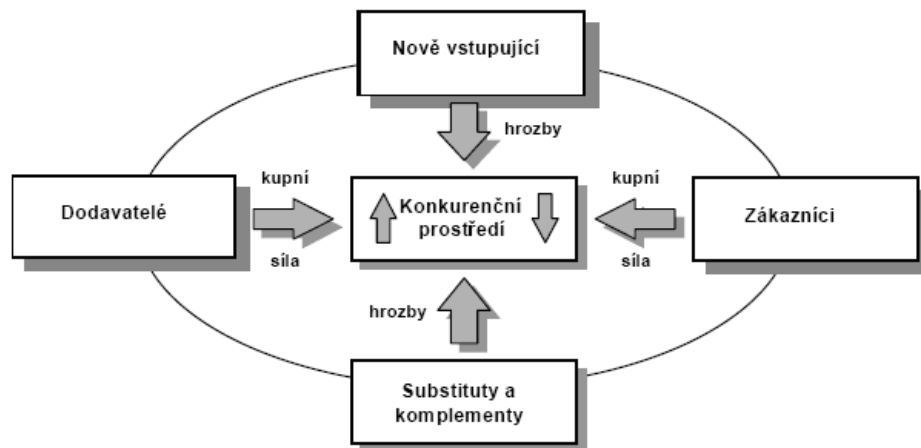 Nově vstupující
hrozby
kupní
kupní
Dodavatelé
Konkurenční
prostředí
Zákazníci
síla
síla
hrozby
Substituty a
komplementy